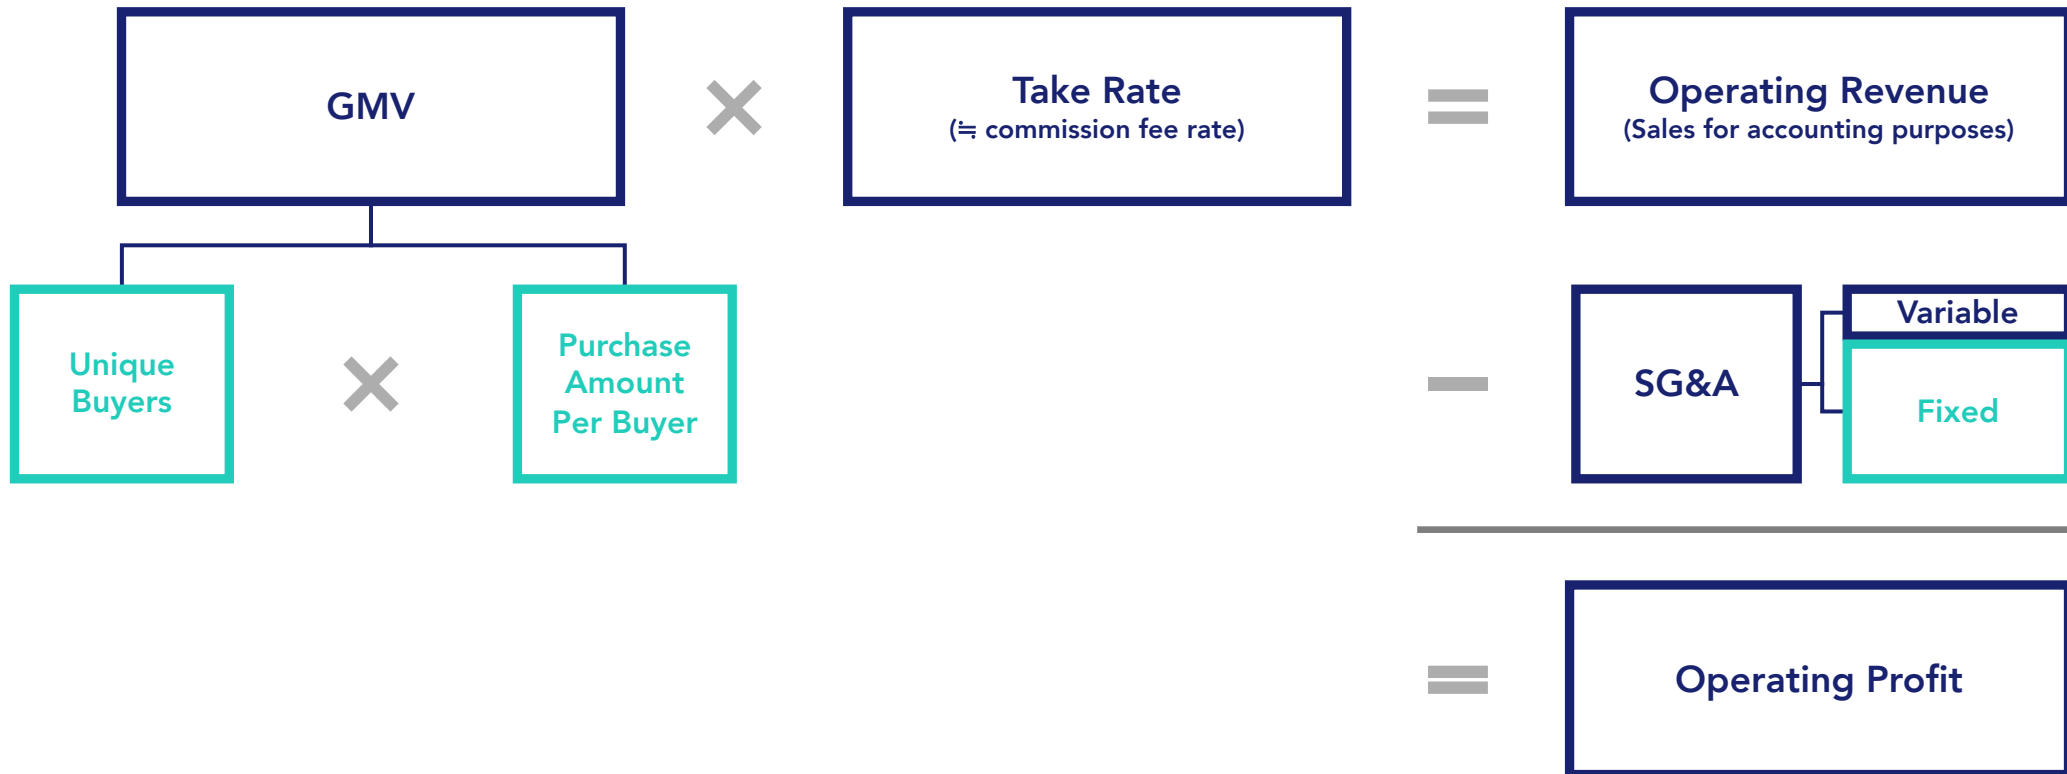 GMV
×
Take Rate
(≒ commission fee rate)
=
Operating Revenue
(Sales for accounting purposes)
Unique
Buyers
×
Purchase
Amount
Per Buyer
−
SG&A
Variable
Fixed
=
Operating Profit